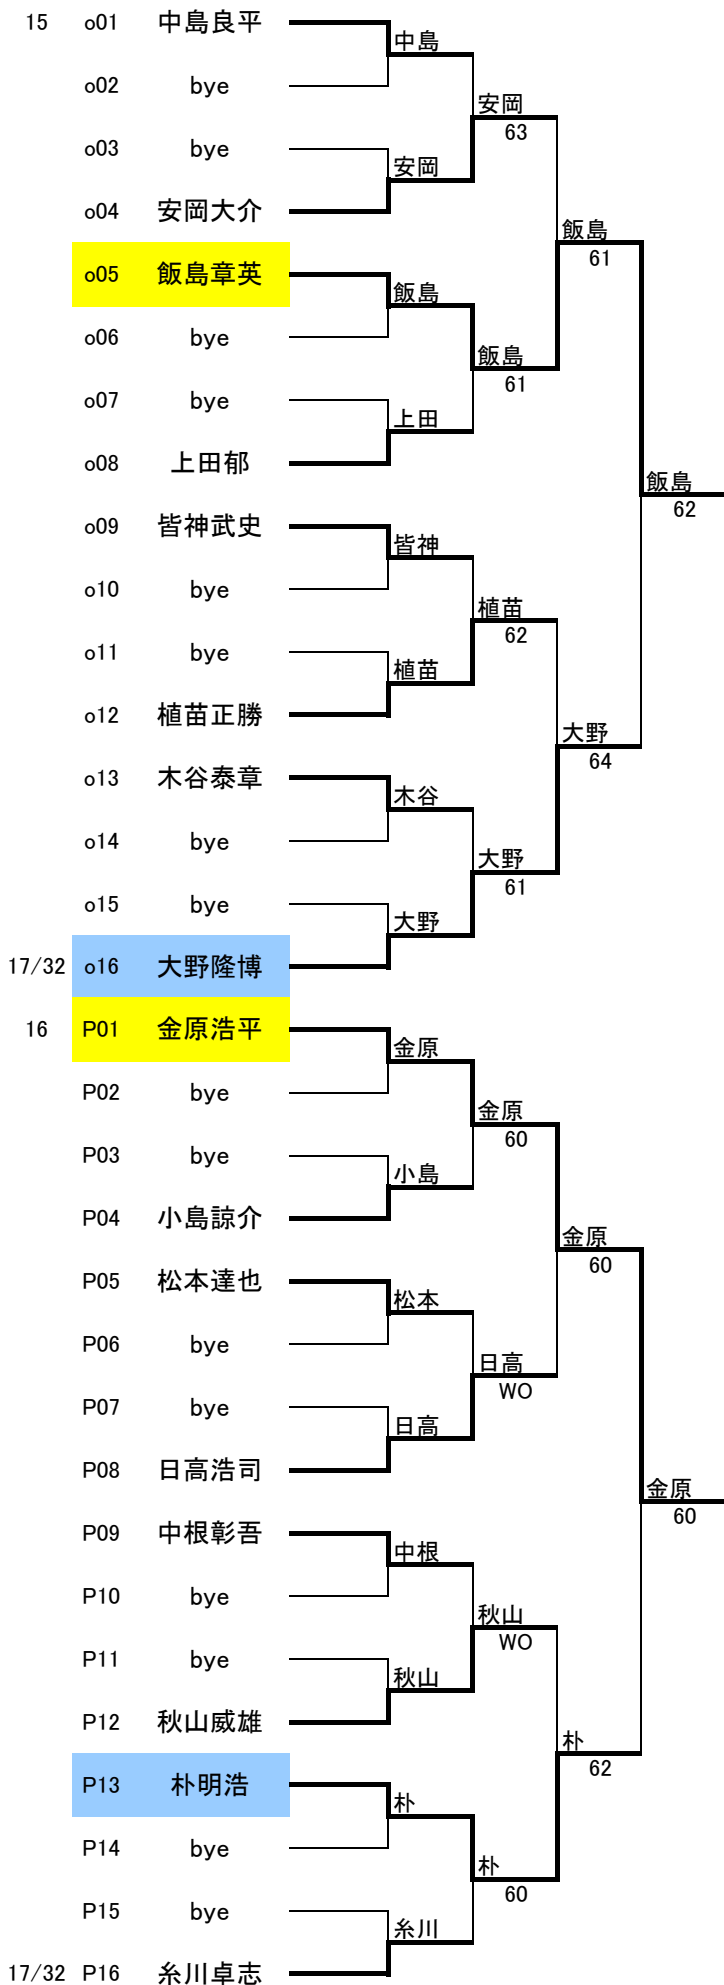 15 o01 中島良平
中島
o02 bye
安岡
63
o03 bye
安岡
o04 安岡大介
飯島
61
o05 飯島章英
飯島
o06 bye
飯島
61
o07 bye
上田
o08 上田郁
飯島
62
o09 皆神武史
皆神
o10 bye
植苗
62
o11 bye
植苗
o12 植苗正勝
大野
64
o13 木谷泰章
木谷
o14 bye
大野
61
o15 bye
大野
17/32 o16 大野隆博
16 P01 金原浩平
金原
P02 bye
金原
60
P03 bye
小島
P04 小島諒介
金原
60
P05 松本達也
松本
P06 bye
日高
WO
P07 bye
日高
P08 日高浩司
金原
60
P09 中根彰吾
中根
P10 bye
秋山
WO
P11 bye
秋山
P12 秋山威雄
朴
62
P13 朴明浩
朴
P14 bye
朴
60
P15 bye
糸川
17/32 P16 糸川卓志